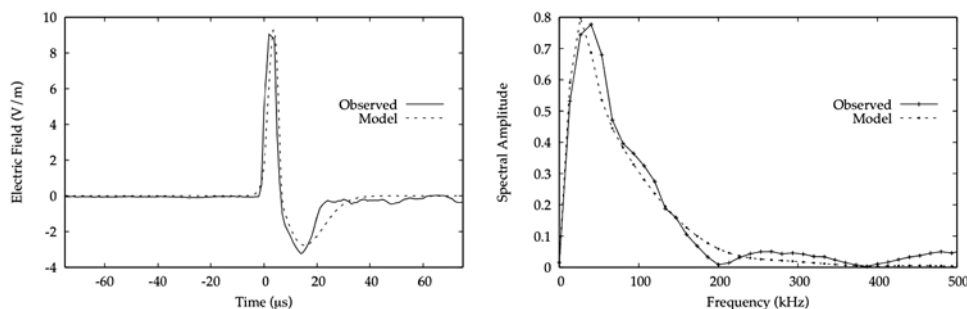 10
8
6
4
2
0
-2
-4
Electric Field (V/m)
Observed
Model
-60 -40 -20 0 20 40 60
Time (μs)
0.8
0.7
0.6
0.5
0.4
0.3
0.2
0.1
0
Spectral Amplitude
Observed
Model
0 100 200 300 400 500
Frequency (kHz)